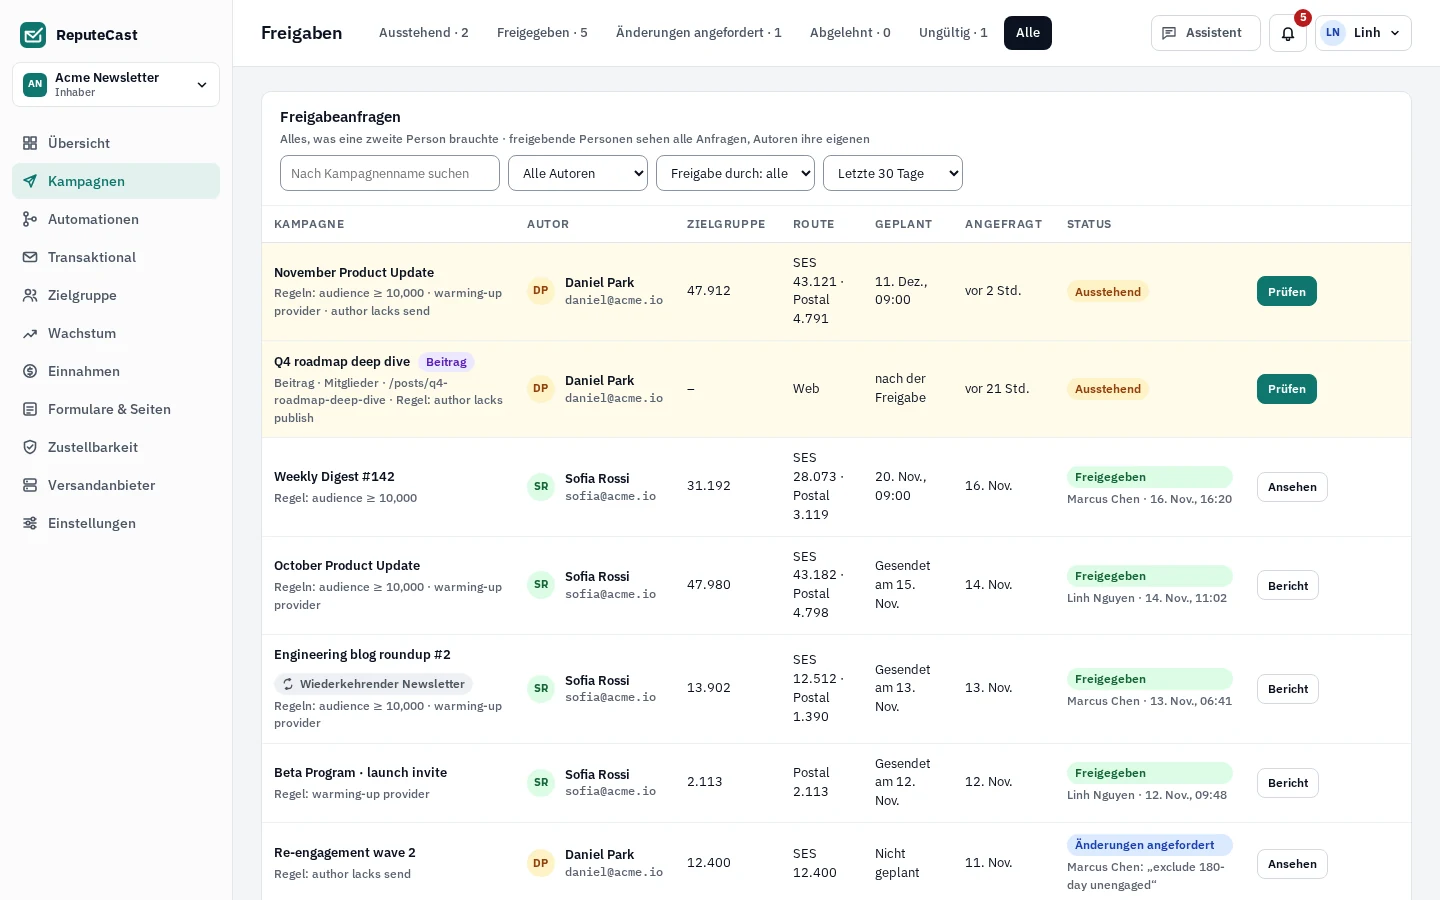 ReputeCast
AN
Acme Newsletter
Inhaber
Übersicht
Kampagnen
Automationen
Transaktional
Zielgruppe
Wachstum
Einnahmen
Formulare & Seiten
Zustellbarkeit
Versandanbieter
Einstellungen
Freigaben
Ausstehend · 2
Freigegeben · 5
Änderungen angefordert · 1
Abgelehnt · 0
Ungültig · 1
Alle
Assistent
5
LN
Linh
Freigabeanfragen
Alles, was eine zweite Person brauchte · freigebende Personen sehen alle Anfragen, Autoren ihre eigenen
Nach Kampagnenname suchen
Alle Autoren
Freigabe durch: alle
Letzte 30 Tage
KAMPAGNE AUTOR ZIELGRUPPE ROUTE GEPLANT ANGEFRAGT STATUS
November Product Update
Regeln: audience ≥ 10,000 · warming-up
provider · author lacks send
DP
Daniel Park
daniel@acme.io
47.912
SES
43.121 ·
Postal
4.791
11. Dez.,
09:00
vor 2 Std.
Ausstehend
Prüfen
Q4 roadmap deep dive
Beitrag
Beitrag · Mitglieder · /posts/q4-
roadmap-deep-dive · Regel: author lacks
publish
DP
Daniel Park
daniel@acme.io
–
Web
nach der
Freigabe
vor 21 Std.
Ausstehend
Prüfen
Weekly Digest #142
Regel: audience ≥ 10,000
SR
Sofia Rossi
sofia@acme.io
31.192
SES
28.073 ·
Postal
3.119
20. Nov.,
09:00
16. Nov.
Freigegeben
Marcus Chen · 16. Nov., 16:20
Ansehen
October Product Update
Regeln: audience ≥ 10,000 · warming-up
provider
SR
Sofia Rossi
sofia@acme.io
47.980
SES
43.182 ·
Postal
4.798
Gesendet
am 15.
Nov.
14. Nov.
Freigegeben
Linh Nguyen · 14. Nov., 11:02
Bericht
Engineering blog roundup #2
Wiederkehrender Newsletter
Regeln: audience ≥ 10,000 · warming-up
provider
SR
Sofia Rossi
sofia@acme.io
13.902
SES
12.512 ·
Postal
1.390
Gesendet
am 13.
Nov.
13. Nov.
Freigegeben
Marcus Chen · 13. Nov., 06:41
Bericht
Beta Program · launch invite
Regel: warming-up provider
SR
Sofia Rossi
sofia@acme.io
2.113
Postal
2.113
Gesendet
am 12.
Nov.
12. Nov.
Freigegeben
Linh Nguyen · 12. Nov., 09:48
Bericht
Re-engagement wave 2
Regel: author lacks send
DP
Daniel Park
daniel@acme.io
12.400
SES
12.400
Nicht
geplant
11. Nov.
Änderungen angefordert
Marcus Chen: „exclude 180-
day unengaged“
Ansehen